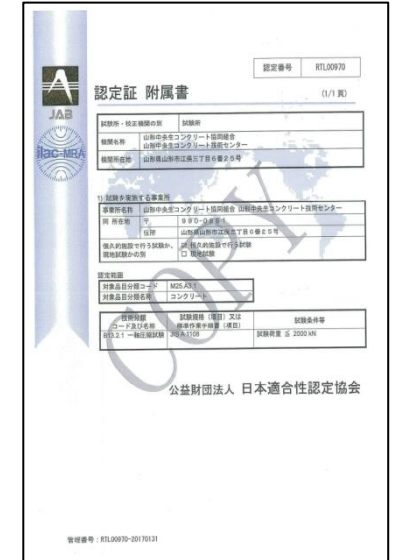 認定番号 RTL00970
JAB
認定証 附属書
(1/1 頁)
ilac-MRA
試験所・校正機関の別 試験所
機関名称 山形中央生コンクリート協同組合
山形中央生コンクリート技術センター
機関所在地 山形県山形市江俣三丁目6番25号
1) 試験を実施する事業所
事業所名称 山形中央生コンクリート協同組合 山形中央生コンクリート技術センター
同 所在地 〒
住所 山形県山形市江俣三丁目6番25号
恒久的施設で行う試験か、 ☑ 恒久的施設で行う試験
現地試験かの別 □ 現地試験
認定範囲
対象品目分類コード M25.A3.1
対象品目分類名称 コンクリート
技術分類 試験規格（項目）又は 試験条件等
コード及び名称 標準作業手順書（項目）
B13.2.1 一軸圧縮試験 JIS A 1108 試験荷重 ≦ 2000 kN
COPY
公益財団法人 日本適合性認定協会
管理番号：RTL00970-20170131